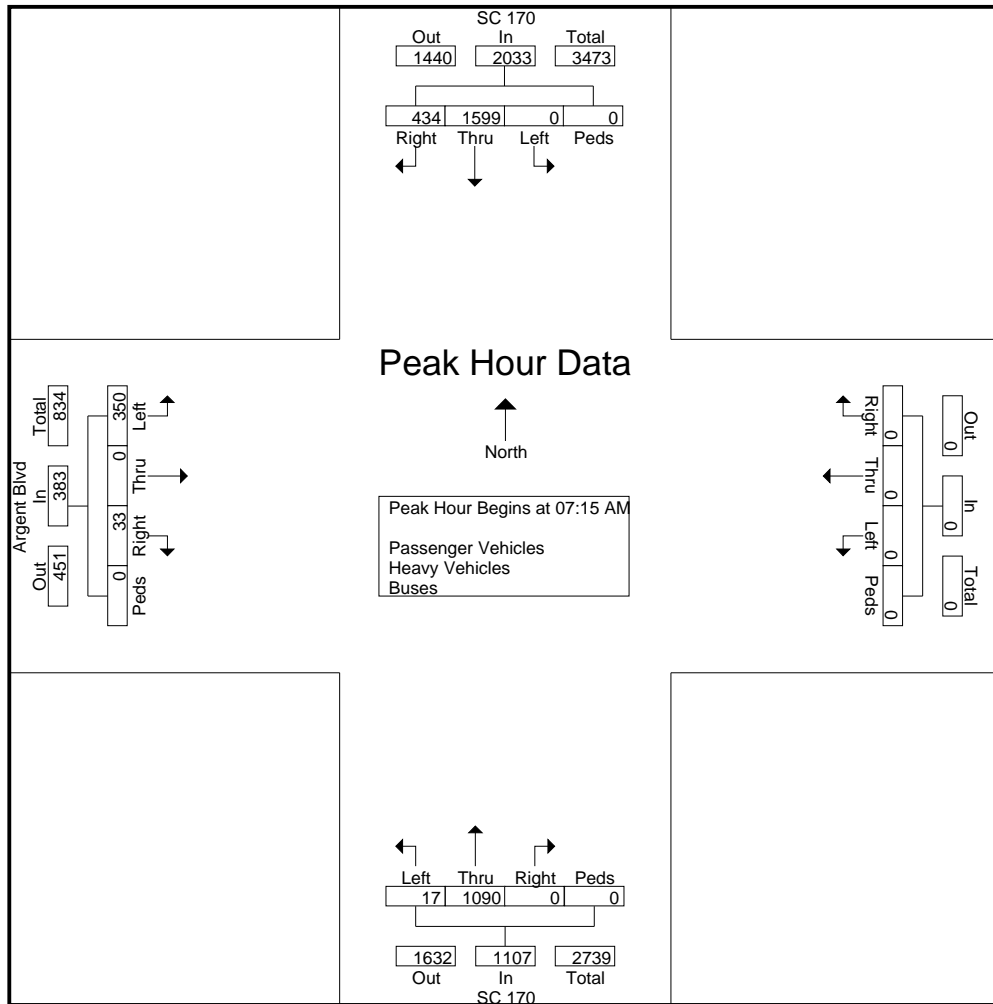 SC 170
Out In Total
1440 2033 3473
434 1599 0 0
Right Thru Left Peds
Peak Hour Data
North
Peak Hour Begins at 07:15 AM
Passenger Vehicles
Heavy Vehicles
Buses
Argent Blvd
Out In Total
451 383 834
0 33 0 350
Peds Right Thru Left
Out In Total
0 0 0
Right Thru Left Peds
0 0 0 0
Left Thru Right Peds
17 1090 0 0
1632 1107 2739
Out In Total
SC 170